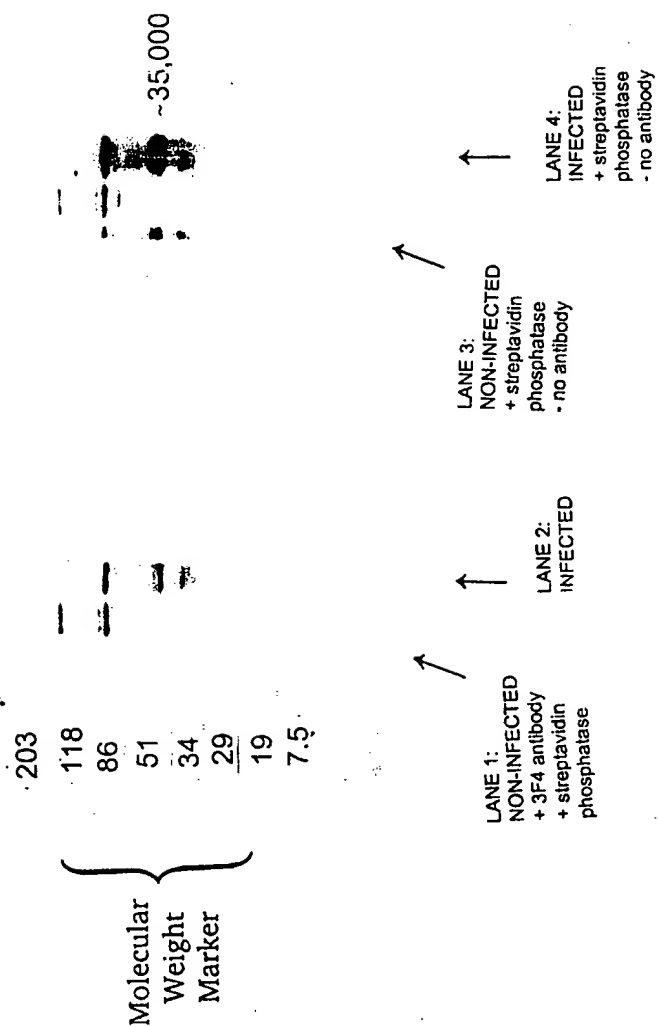 203
118
86
51
34
29
19
7.5
Molecular
Weight
Marker
~35,000
LANE 1:
NON-INFECTED
+ 3F4 antibody
+ streptavidin
phosphatase
LANE 2:
INFECTED
LANE 3:
NON-INFECTED
+ streptavidin
phosphatase
- no antibody
LANE 4:
INFECTED
+ streptavidin
phosphatase
- no antibody